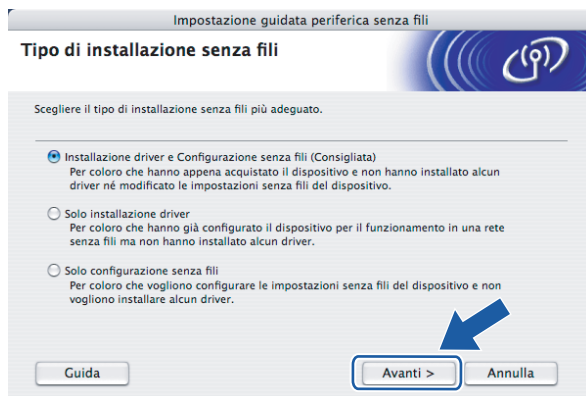 Impostazione guidata periferica senza fili
Tipo di installazione senza fili
Scegliere il tipo di installazione senza fili più adeguato.
Installazione driver e Configurazione senza fili (Consigliata)
Per coloro che hanno appena acquistato il dispositivo e non hanno installato alcun
driver né modificato le impostazioni senza fili del dispositivo.
Solo installazione driver
Per coloro che hanno già configurato il dispositivo per il funzionamento in una rete
senza fili ma non hanno installato alcun driver.
Solo configurazione senza fili
Per coloro che vogliono configurare le impostazioni senza fili del dispositivo e non
vogliono installare alcun driver.
Guida
Avanti >
Annulla